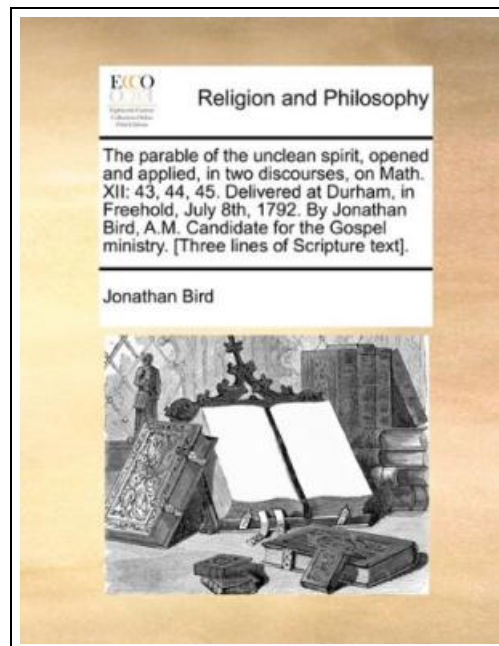 ECCO
Religion and Philosophy
The parable of the unclean spirit, opened
and applied, in two discourses, on Math.
XII: 43, 44, 45. Delivered at Durham, in
Freehold, July 8th, 1792. By Jonathan
Bird, A.M. Candidate for the Gospel
ministry. [Three lines of Scripture text].
Jonathan Bird